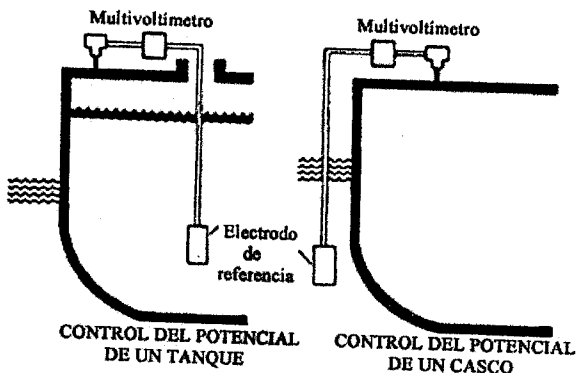 Multivoltímetro
Multivoltímetro
Electrodo
de
referencia
CONTROL DEL POTENCIAL
DE UN TANQUE
CONTROL DEL POTENCIAL
DE UN CASCO